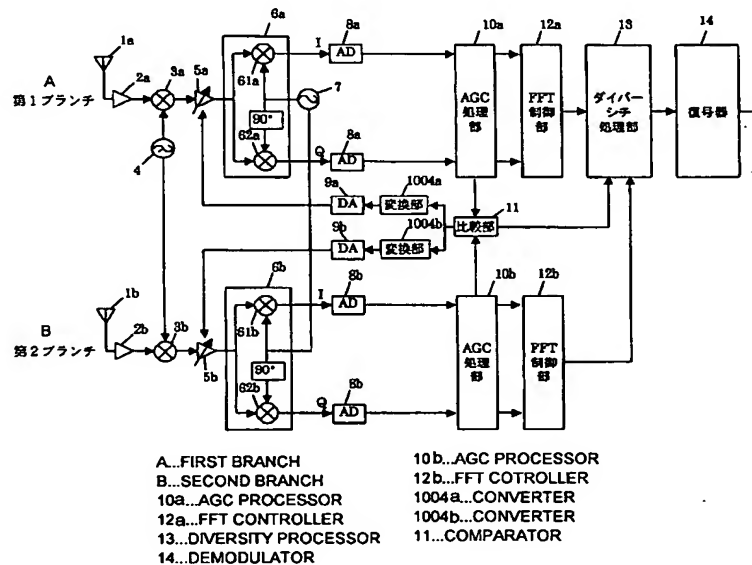 6a
8a
10a
12a
13
14
1a
I
AD
A
2a
3a
5a
61a
7
第1ブランチ
90°
AGC
処理
部
FFT
制御
部
ダイバー
シチ
処理部
復号器
62a
8a
4
Q
AD
9a
1004a
DA
変換部
11
9b
1004b
比較部
DA
変換部
6b
8b
10b
12b
1b
I
AD
B
2b
3b
61b
第2ブランチ
5b
90°
AGC
処理
部
FFT
制御
部
62b
8b
Q
AD
A...FIRST BRANCH
B...SECOND BRANCH
10a...AGC PROCESSOR
12a...FFT CONTROLLER
13...DIVERSITY PROCESSOR
14...DEMODULATOR
10b...AGC PROCESSOR
12b...FFT COTROLLER
1004a...CONVERTER
1004b...CONVERTER
11...COMPARATOR